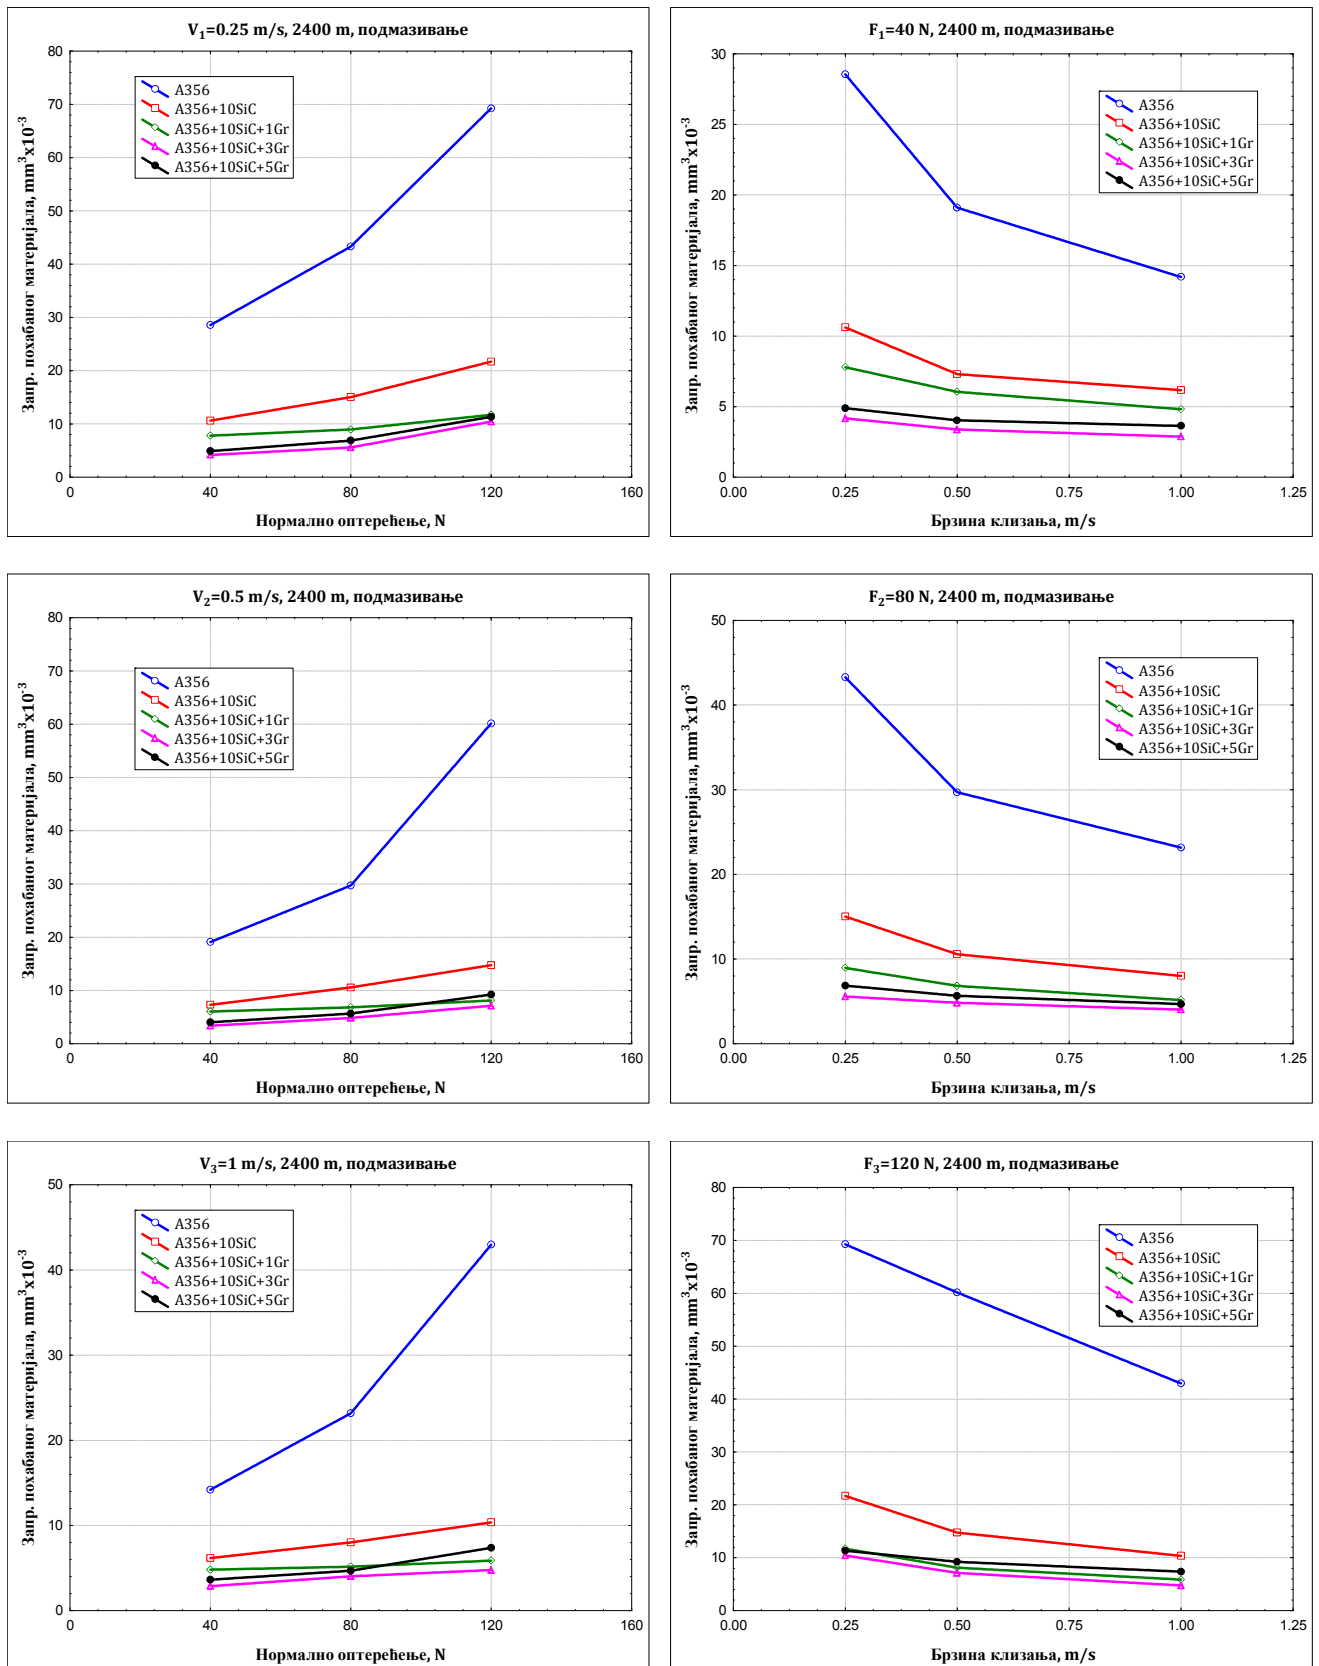 V₁=0.25 m/s, 2400 m, подмазивање
Запр. похабаног материјала, mm³x10⁻³
80
70
60
50
40
30
20
10
0
A356
A356+10SiC
A356+10SiC+1Gr
A356+10SiC+3Gr
A356+10SiC+5Gr
0 40 80 120 160
Нормално оптерећење, N
F₁=40 N, 2400 m, подмазивање
Запр. похабаног материјала, mm³x10⁻³
30
25
20
15
10
5
0
A356
A356+10SiC
A356+10SiC+1Gr
A356+10SiC+3Gr
A356+10SiC+5Gr
0.00 0.25 0.50 0.75 1.00 1.25
Брзина клизања, m/s
V₂=0.5 m/s, 2400 m, подмазивање
Запр. похабаног материјала, mm³x10⁻³
80
70
60
50
40
30
20
10
0
A356
A356+10SiC
A356+10SiC+1Gr
A356+10SiC+3Gr
A356+10SiC+5Gr
0 40 80 120 160
Нормално оптерећење, N
F₂=80 N, 2400 m, подмазивање
Запр. похабаног материјала, mm³x10⁻³
50
40
30
20
10
0
A356
A356+10SiC
A356+10SiC+1Gr
A356+10SiC+3Gr
A356+10SiC+5Gr
0.00 0.25 0.50 0.75 1.00 1.25
Брзина клизања, m/s
V₃=1 m/s, 2400 m, подмазивање
Запр. похабаног материјала, mm³x10⁻³
50
40
30
20
10
0
A356
A356+10SiC
A356+10SiC+1Gr
A356+10SiC+3Gr
A356+10SiC+5Gr
0 40 80 120 160
Нормално оптерећење, N
F₃=120 N, 2400 m, подмазивање
Запр. похабаног материјала, mm³x10⁻³
80
70
60
50
40
30
20
10
0
A356
A356+10SiC
A356+10SiC+1Gr
A356+10SiC+3Gr
A356+10SiC+5Gr
0.00 0.25 0.50 0.75 1.00 1.25
Брзина клизања, m/s